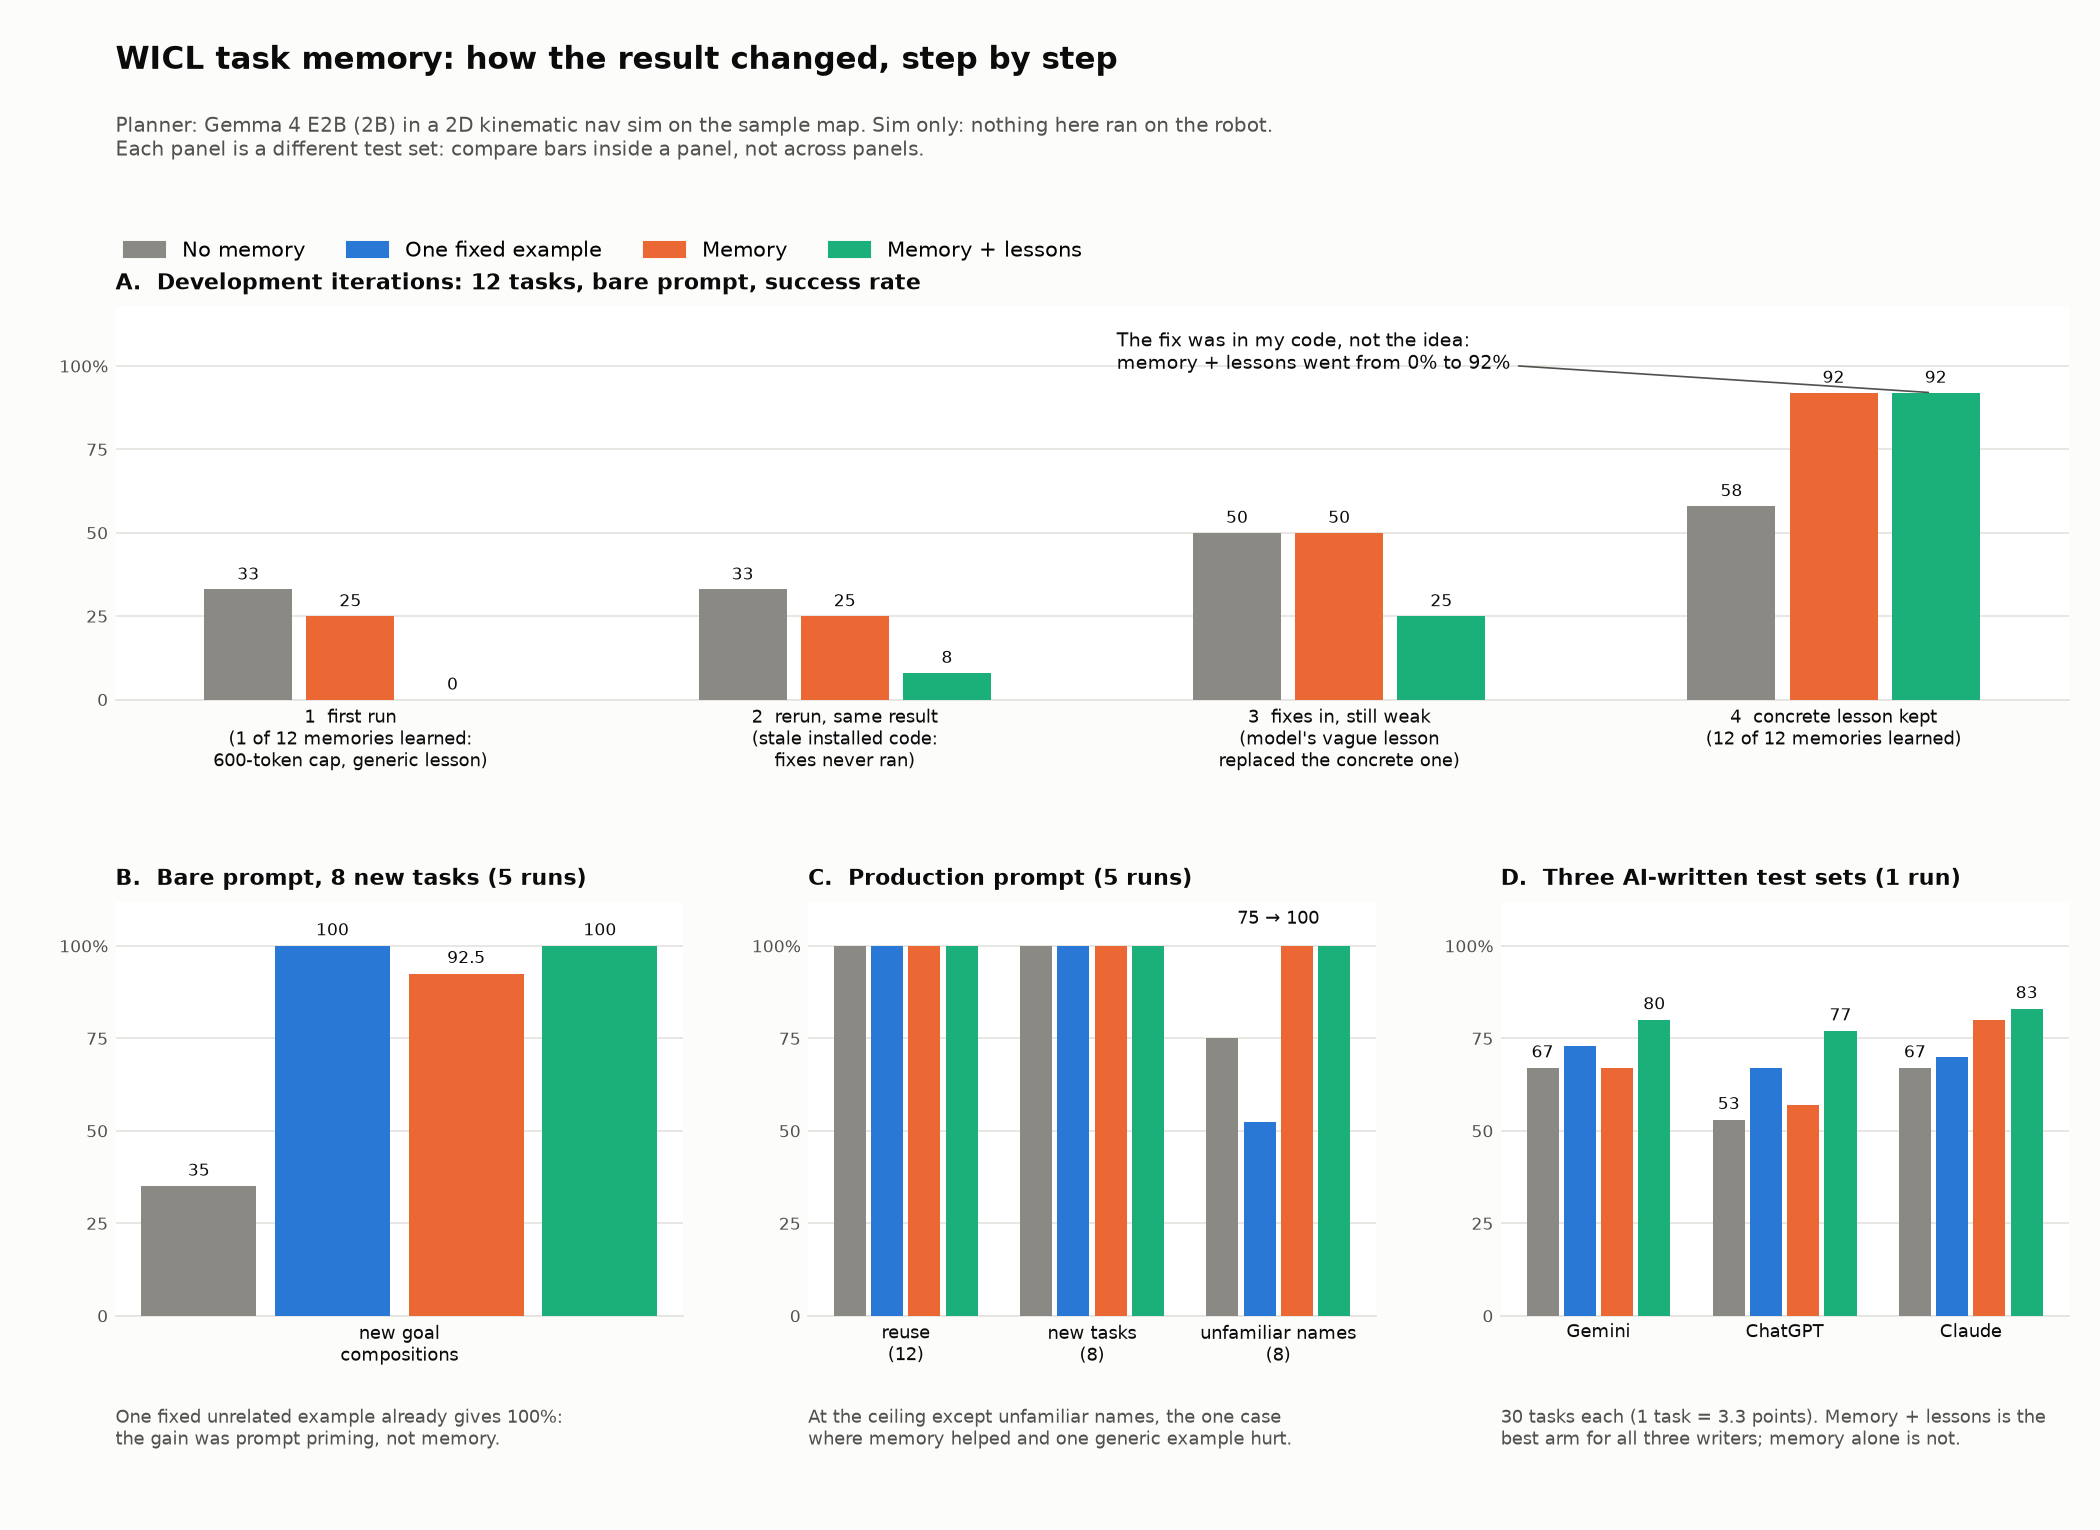 WICL task memory: how the result changed, step by step
Planner: Gemma 4 E2B (2B) in a 2D kinematic nav sim on the sample map. Sim only: nothing here ran on the robot.
Each panel is a different test set: compare bars inside a panel, not across panels.
No memory
One fixed example
Memory
Memory + lessons
A. Development iterations: 12 tasks, bare prompt, success rate
The fix was in my code, not the idea:
memory + lessons went from 0% to 92%
100%
75
50
25
0
33
25
0
33
25
8
50
50
25
58
92
92
1 first run
(1 of 12 memories learned:
600-token cap, generic lesson)
2 rerun, same result
(stale installed code:
fixes never ran)
3 fixes in, still weak
(model's vague lesson
replaced the concrete one)
4 concrete lesson kept
(12 of 12 memories learned)
B. Bare prompt, 8 new tasks (5 runs)
100%
75
50
25
0
35
100
92.5
100
new goal
compositions
One fixed unrelated example already gives 100%:
the gain was prompt priming, not memory.
C. Production prompt (5 runs)
75 → 100
100%
75
50
25
0
reuse
(12)
new tasks
(8)
unfamiliar names
(8)
At the ceiling except unfamiliar names, the one case
where memory helped and one generic example hurt.
D. Three AI-written test sets (1 run)
100%
75
50
25
0
67
80
53
77
67
83
Gemini
ChatGPT
Claude
30 tasks each (1 task = 3.3 points). Memory + lessons is the
best arm for all three writers; memory alone is not.